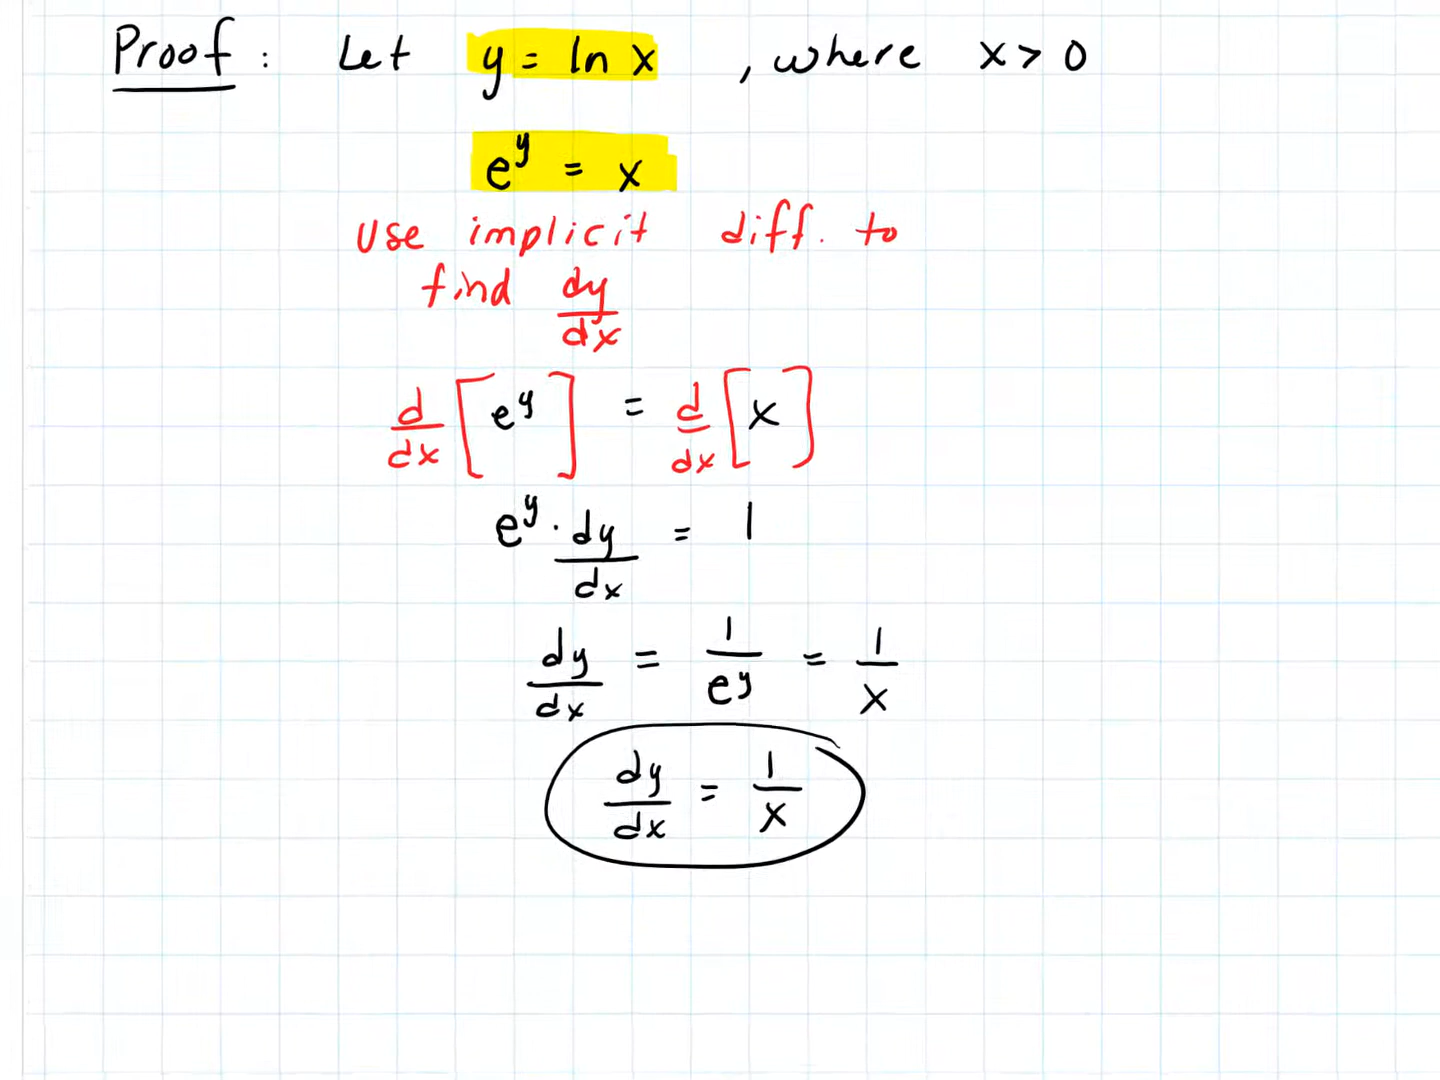 Proof: Let y = ln x, where x > 0
e^y = x
Use implicit diff. to
find dy/dx
d/dx [e^y] = d/dx [x]
e^y · dy/dx = 1
dy/dx = 1/e^y = 1/x
dy/dx = 1/x